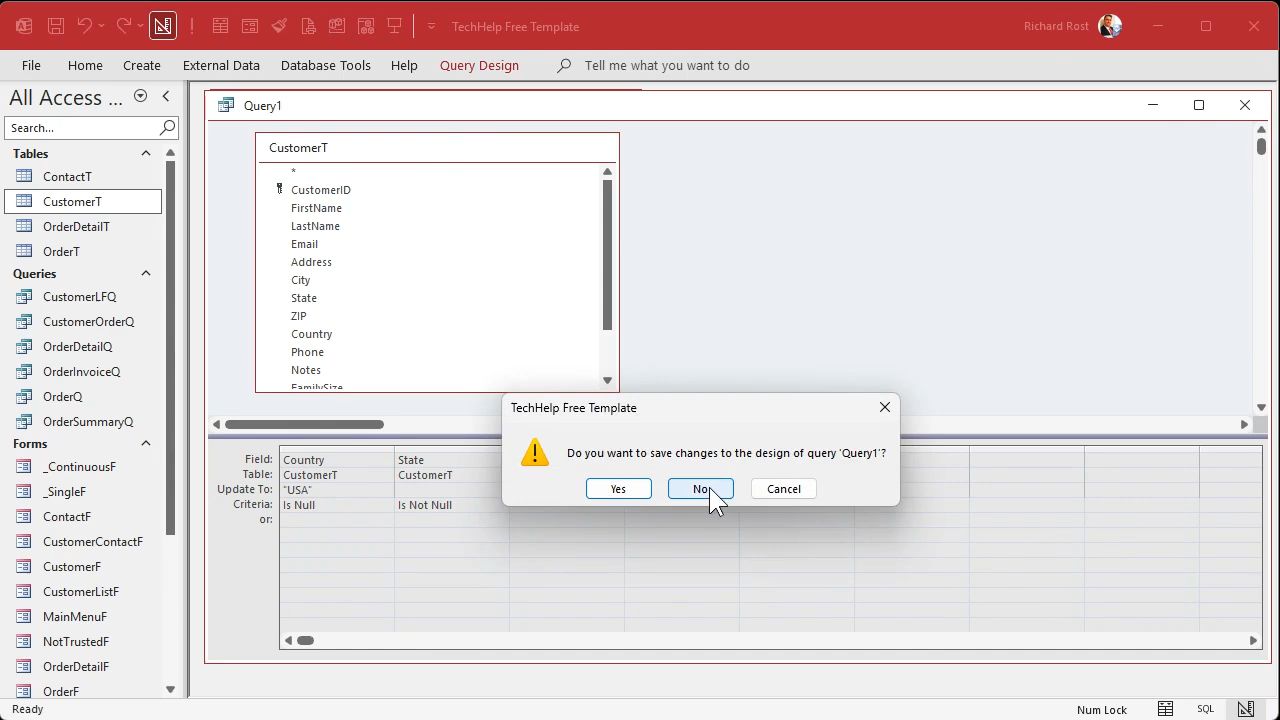 TechHelp Free Template
Richard Rost
File
Home
Create
External Data
Database Tools
Help
Query Design
Tell me what you want to do
All Access ...
Search...
Tables
ContactT
CustomerT
OrderDetailT
OrderT
Queries
CustomerLFQ
CustomerOrderQ
OrderDetailQ
OrderInvoiceQ
OrderQ
OrderSummaryQ
Forms
_ContinuousF
_SingleF
ContactF
CustomerContactF
CustomerF
CustomerListF
MainMenuF
NotTrustedF
OrderDetailF
OrderF
Query1
CustomerT
*
CustomerID
FirstName
LastName
Email
Address
City
State
ZIP
Country
Phone
Notes
FamilySize
Field: Country State
Table: CustomerT CustomerT
Update To: "USA"
Criteria: Is Null Is Not Null
or:
TechHelp Free Template
Do you want to save changes to the design of query 'Query1'?
Yes
No
Cancel
Ready
Num Lock
SQL